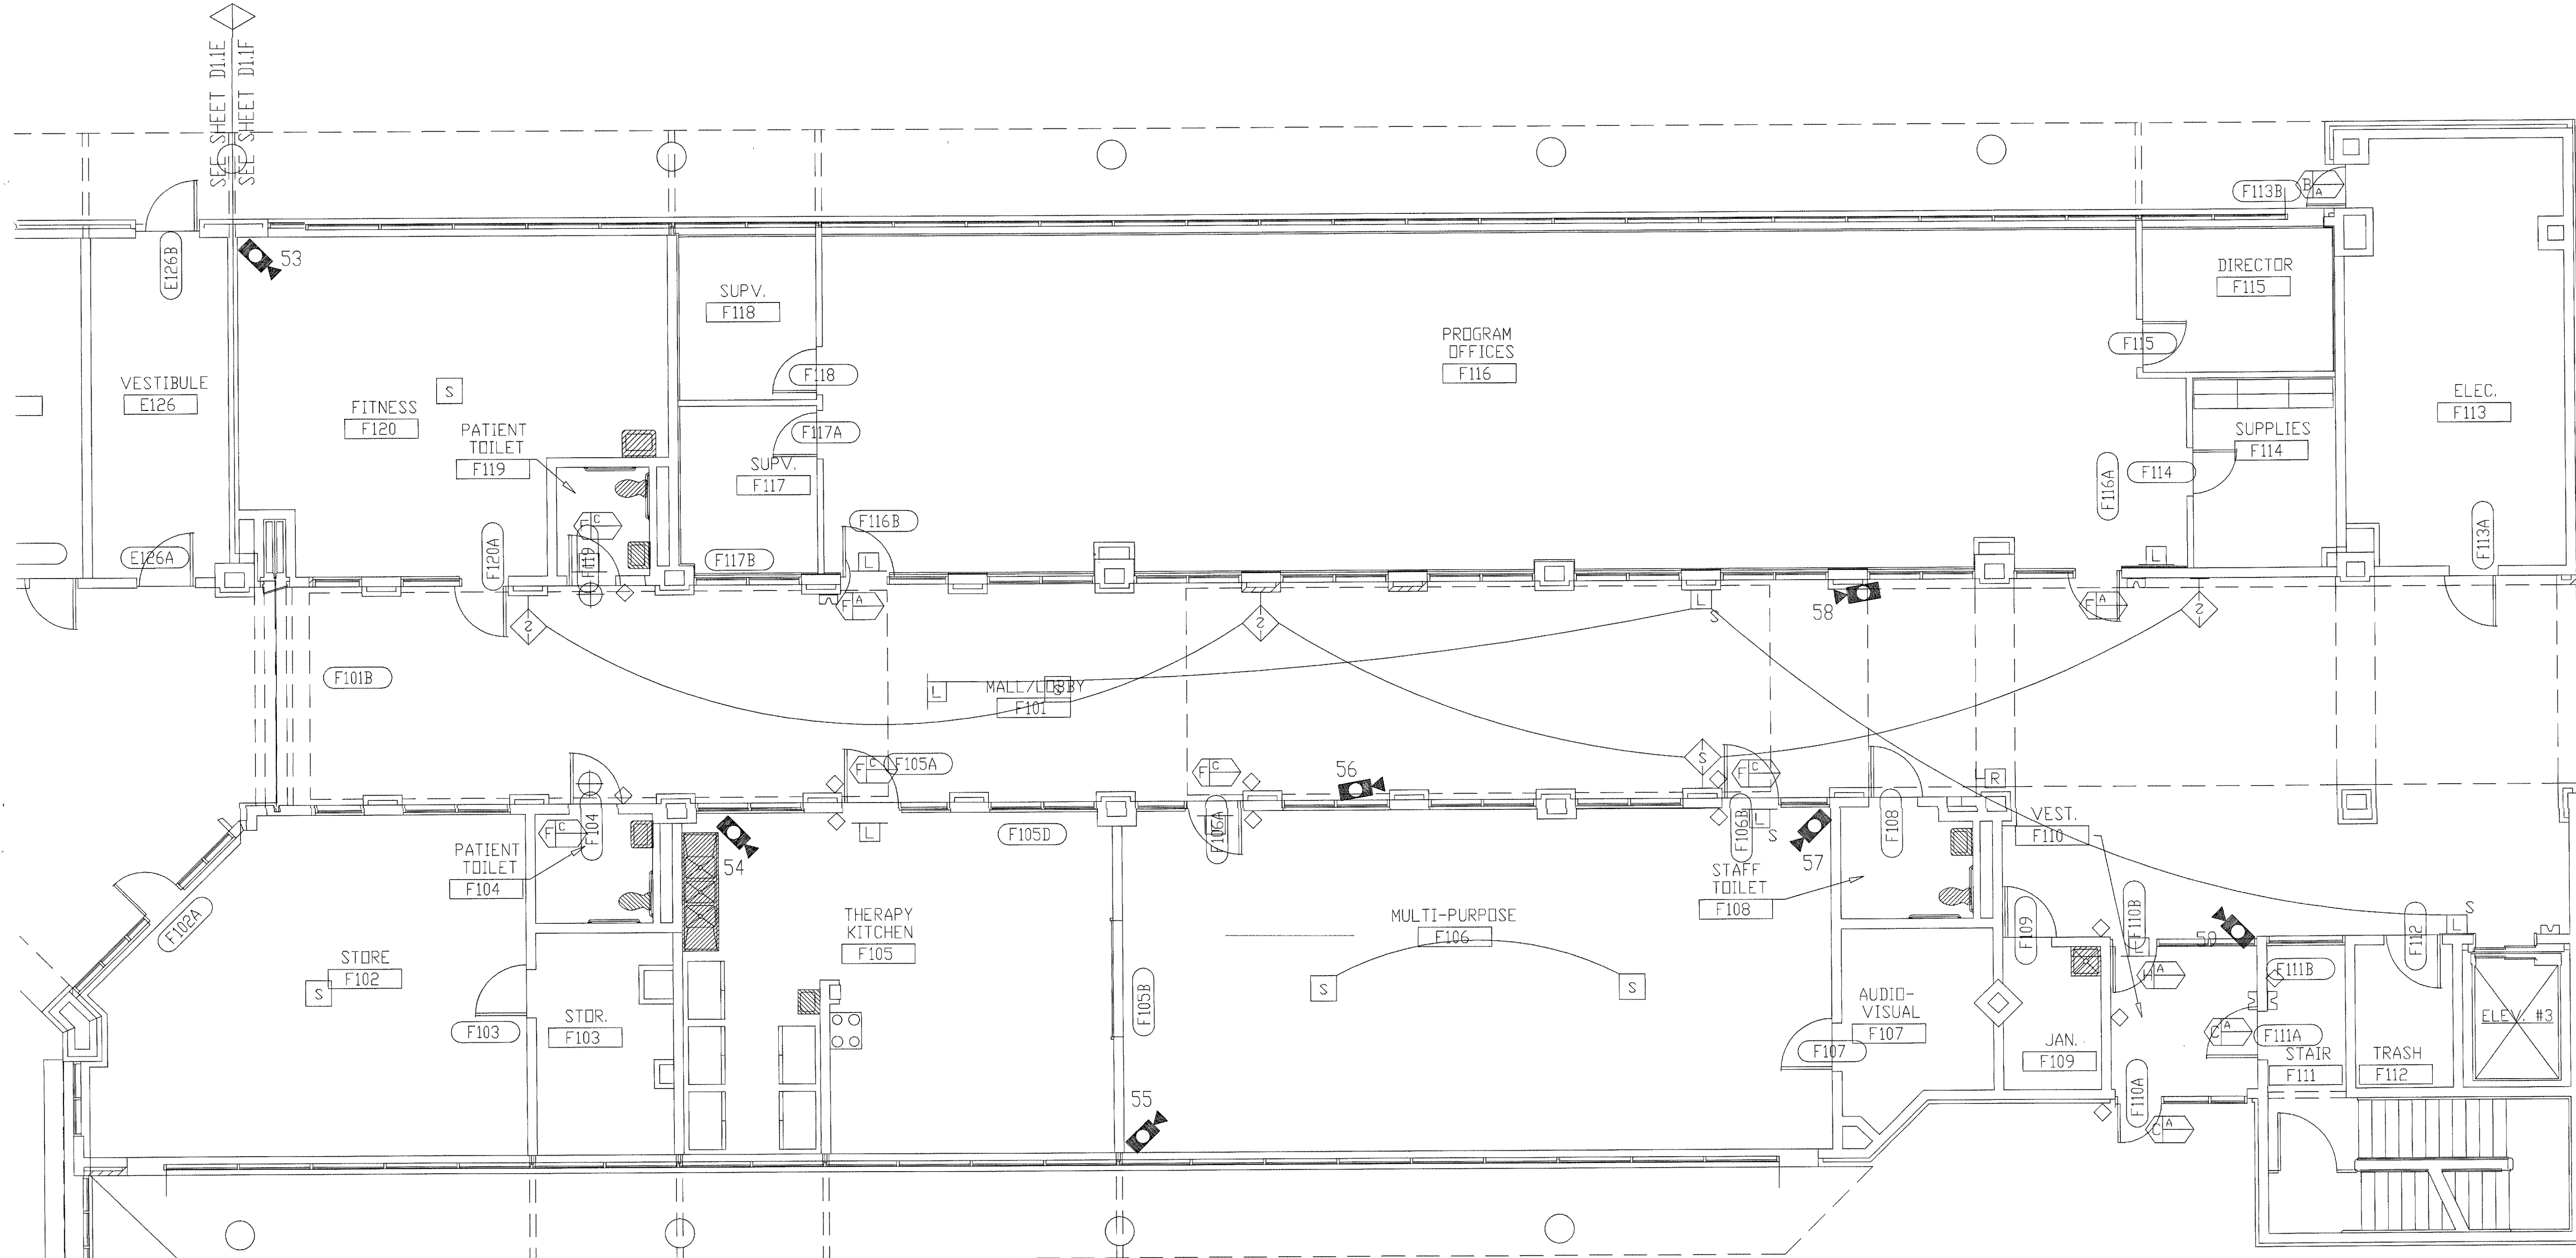 SEE SHEET D1.1E
SEE SHEET D1.1F
F113B
B
A
E126B
53
DIRECTOR
F115
SUPV.
F118
PROGRAM
OFFICES
F116
F115
F118
VESTIBULE
E126
S
FITNESS
F120
ELEC.
F113
PATIENT
TOILET
F119
F117A
SUPPLIES
F114
SUPV.
F117
F116A
F114
F116B
F
C
F119
E126A
F120A
F117B
L
L
F113A
F
A
L
S
58
F
A
2
2
2
F101B
L
MALL/LOBBY
S
F101
F
C
F105A
F
C
56
S
F
C
R
F104
F
C
F105D
F106A
F106B
L
S
F108
VEST.
F110
54
L
57
PATIENT
TOILET
F104
STAFF
TOILET
F108
F102A
THERAPY
KITCHEN
F105
MULTI-PURPOSE
F106
F109
F110B
59
F112
L
S
STORE
F102
S
S
S
L
H
A
F111B
F105B
AUDIO-
VISUAL
F107
F103
STOR.
F103
F107
JAN.
F109
C
A
F111A
STAIR
F111
TRASH
F112
ELEV. #3
55
F110A
C
A